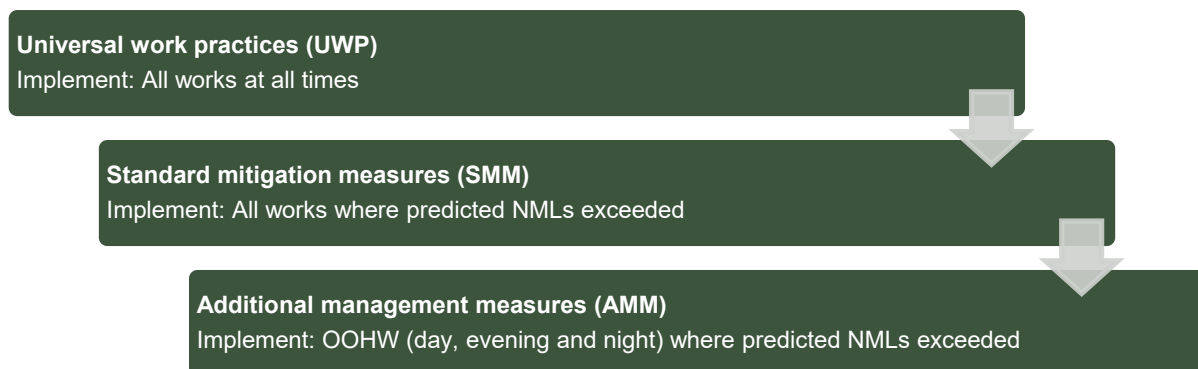 Universal work practices (UWP)
Implement: All works at all times
Standard mitigation measures (SMM)
Implement: All works where predicted NMLs exceeded
Additional management measures (AMM)
Implement: OOHW (day, evening and night) where predicted NMLs exceeded